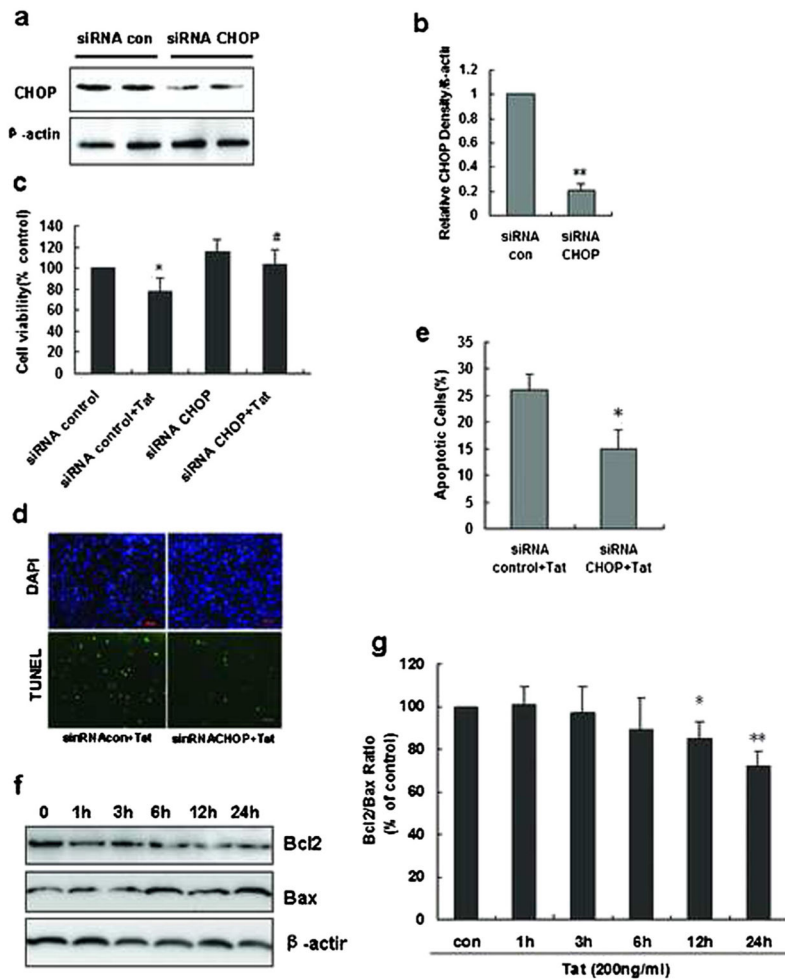 a
siRNA con siRNA CHOP
CHOP
β-actin
b
Relative CHOP Density/ß-actir
1.2
1
0.8
0.6
0.4
0.2
0
**
siRNA con
siRNA CHOP
c
Cell viability(% control)
140
120
100
80
60
40
20
0
*
#
siRNA control
siRNA control+Tat
siRNA CHOP
siRNA CHOP+Tat
d
DAPI
TUNEL
sinRNAcon+Tat sinRNACHOP+Tat
e
Apoptotic Cells(%)
35
30
25
20
15
10
5
0
*
siRNA control+Tat
siRNA CHOP+Tat
f
0 1h 3h 6h 12h 24h
Bcl2
Bax
β-actir
g
Bcl2/Bax Ratio
(% of control)
120
100
80
60
40
20
0
*
**
con 1h 3h 6h 12h 24h
Tat (200ng/ml)